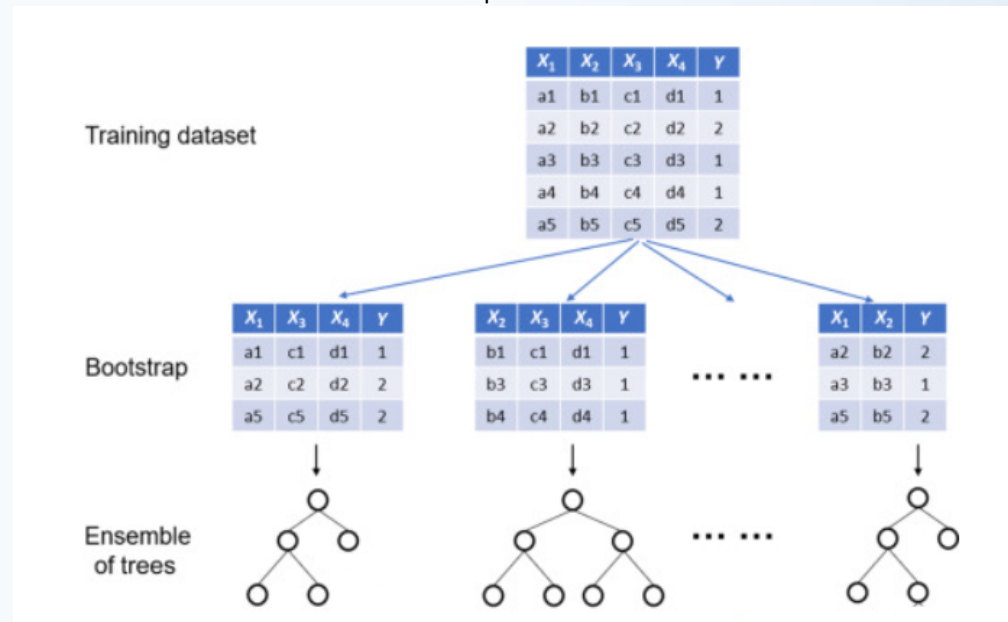 X₁ X₂ X₃ X₄ Y
a1 b1 c1 d1 1
Training dataset
a2 b2 c2 d2 2
a3 b3 c3 d3 1
a4 b4 c4 d4 1
a5 b5 c5 d5 2
X₁ X₃ X₄ Y
a1 c1 d1 1
a2 c2 d2 2
a5 c5 d5 2
X₂ X₃ X₄ Y
b1 c1 d1 1
b3 c3 d3 1
b4 c4 d4 1
... ...
X₁ X₂ Y
a2 b2 2
a3 b3 1
a5 b5 2
Bootstrap
Ensemble
of trees
... ...